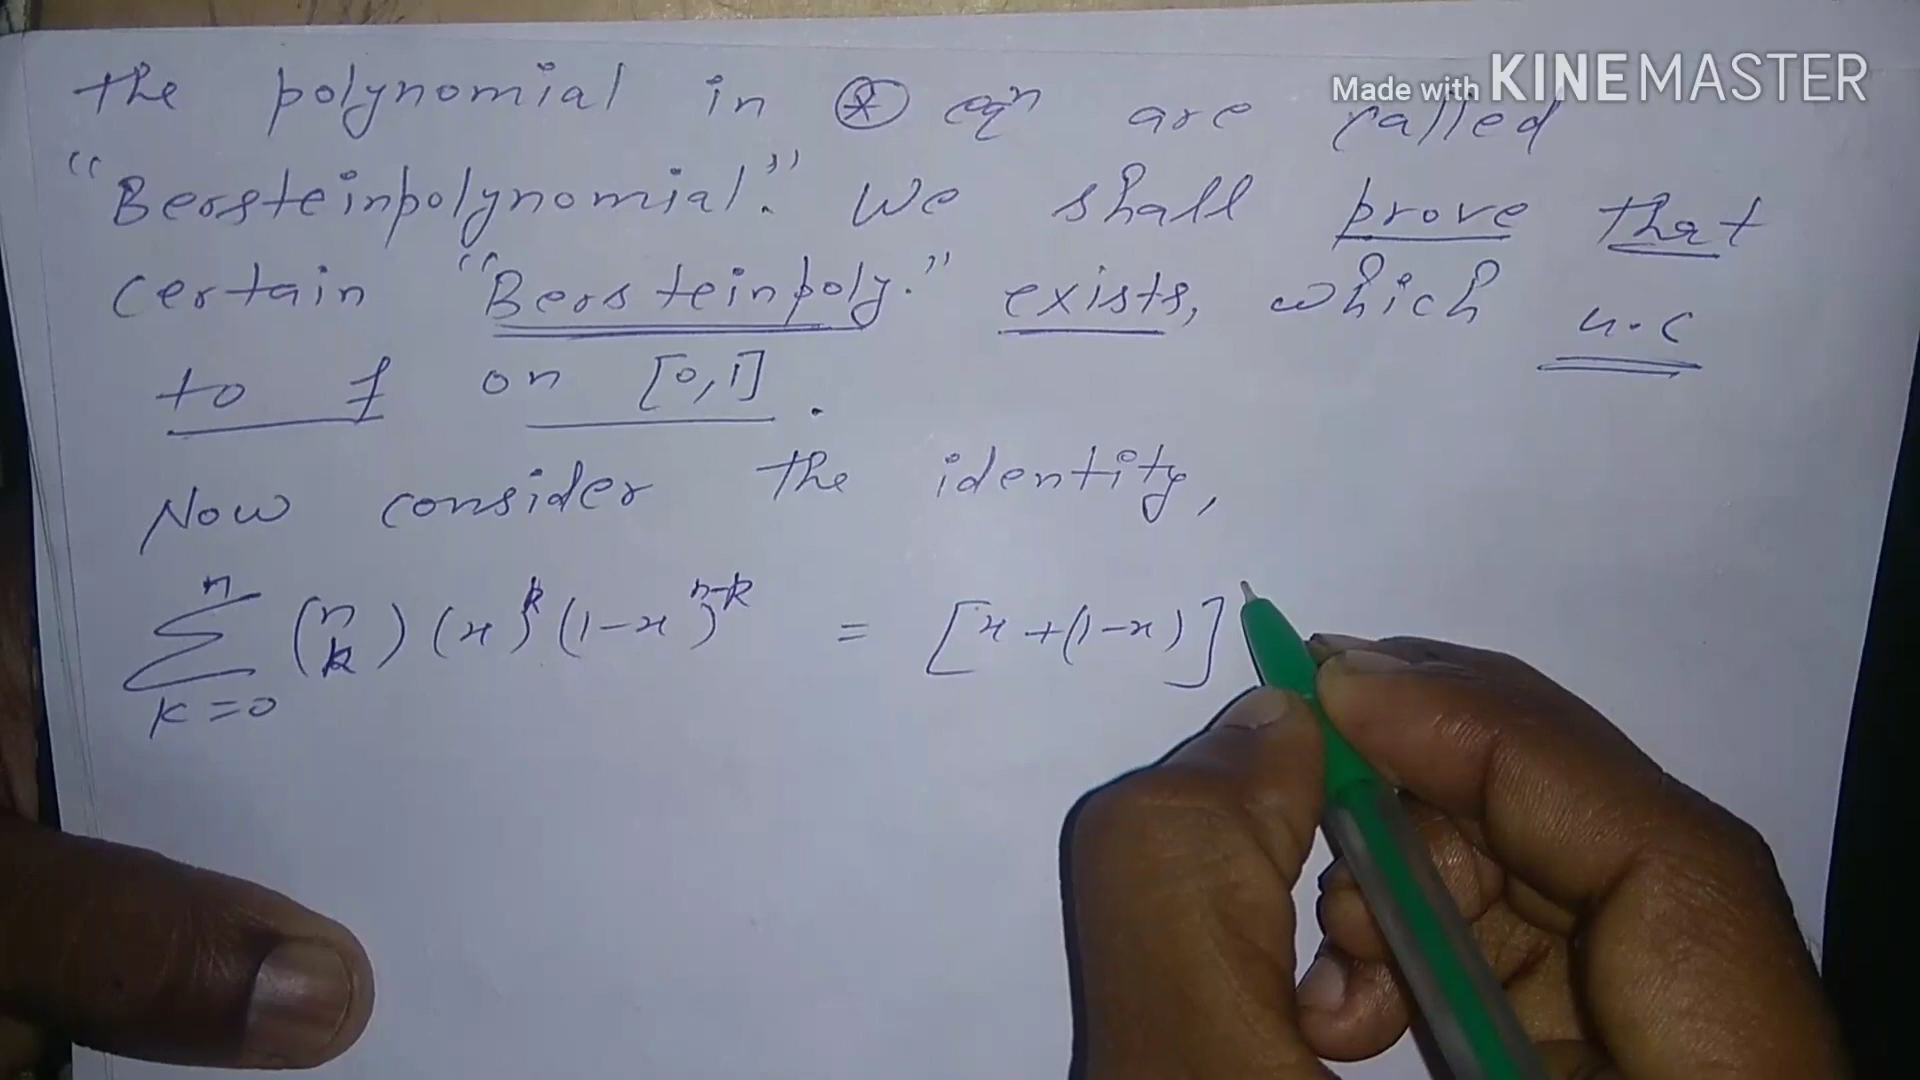 Made with KINEMASTER
the polynomial in ⊛ eqn are called
"Bersteinpolynomial." We shall prove that
certain "Bersteinpoly." exists, which u.c
to f on [0,1].
Now consider the identity,
∑_{k=0}^{n} (n k) (x)^k (1-x)^{n-k} = [x+(1-x)]